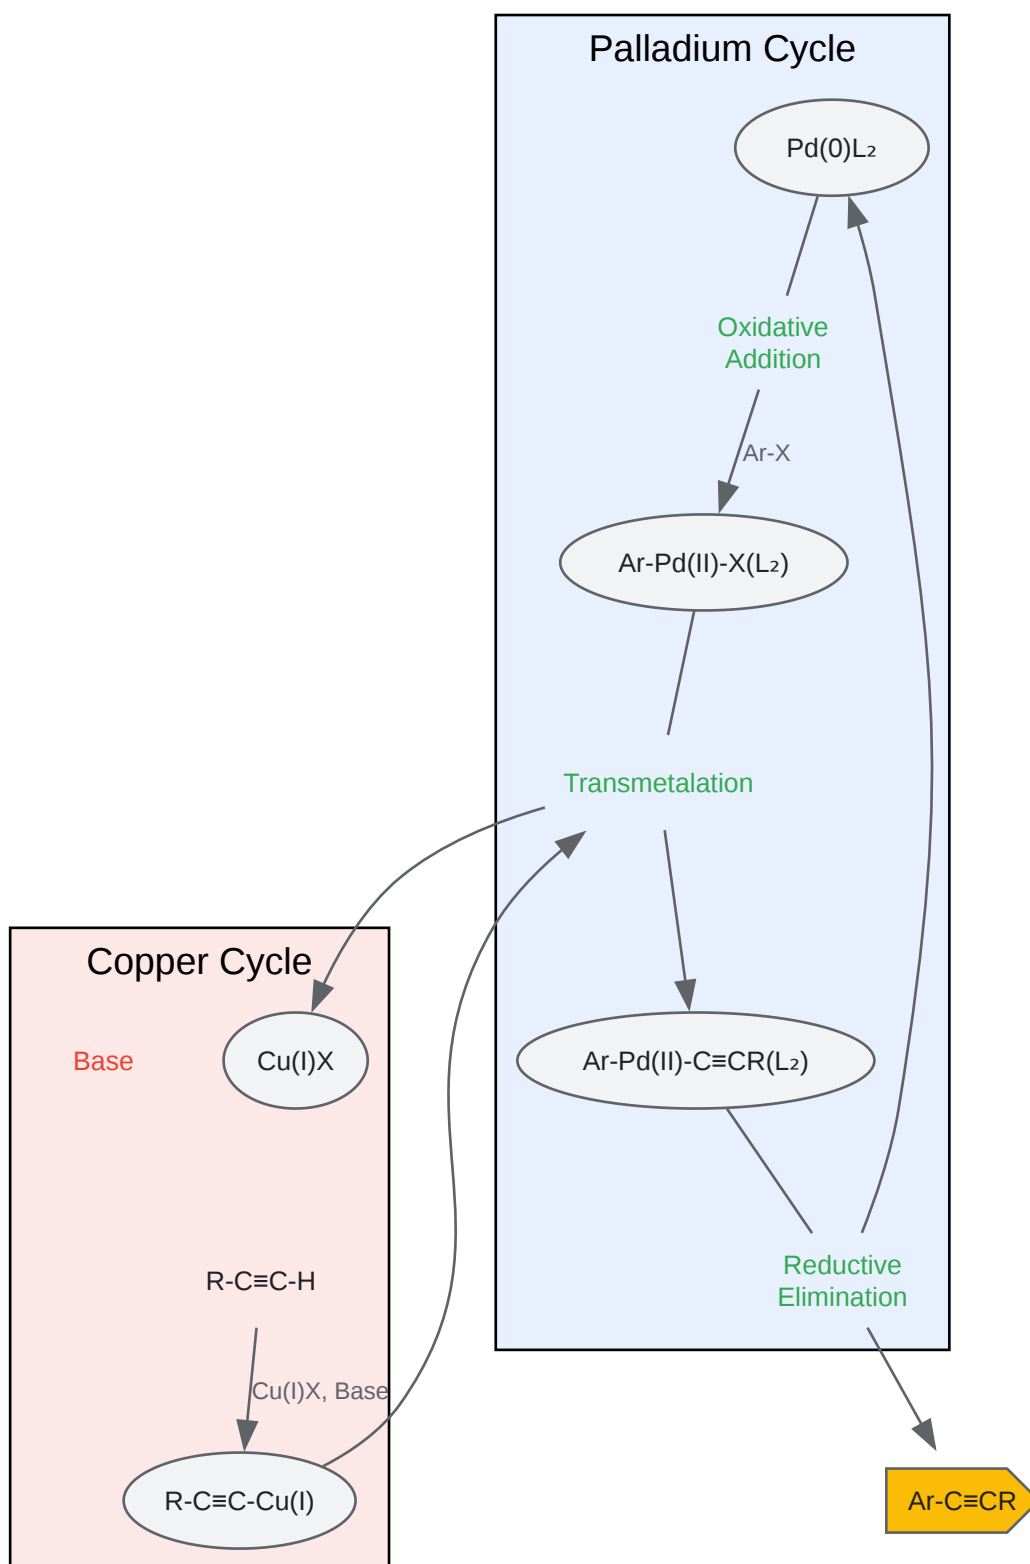 Palladium Cycle
Pd(0)L₂
Oxidative
Addition
Ar-X
Ar-Pd(II)-X(L₂)
Transmetalation
Copper Cycle
Base
Cu(I)X
Ar-Pd(II)-C≡CR(L₂)
R-C≡C-H
Reductive
Elimination
Cu(I)X, Base
R-C≡C-Cu(I)
Ar-C≡CR